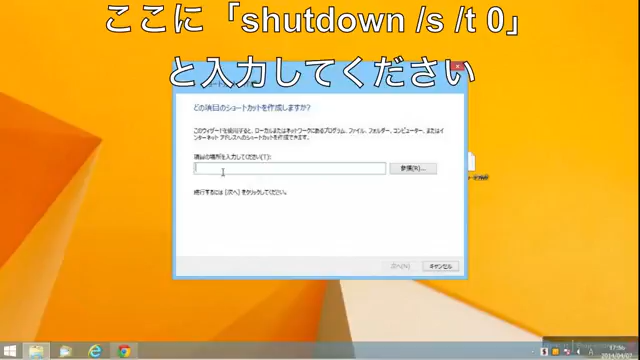 ここに「shutdown /s /t 0」
と入力してください
どの項目のショートカットを作成しますか?
このウィザードを使用すると、ローカルまたはネットワークにあるプログラム、ファイル、フォルダー、コンピューター、またはインターネット アドレスへのショートカットを作成できます。
項目の場所を入力してください(T):
参照(R)...
続行するには [次へ] をクリックしてください。
次へ(N)
キャンセル
17:56
2014/04/07